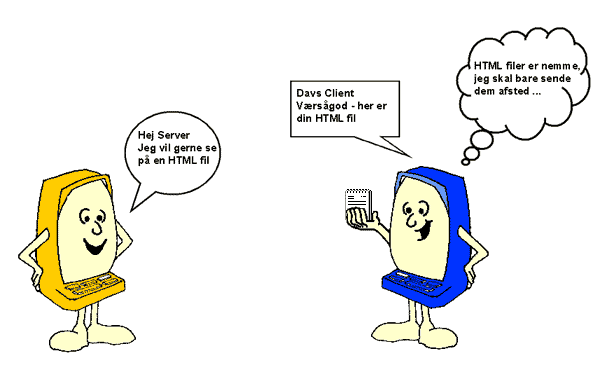 Hej Server
Jeg vil gerne se
på en HTML fil
Davs Client
Værsågod - her er
din HTML fil
HTML filer er nemme,
jeg skal bare sende
dem afsted ...